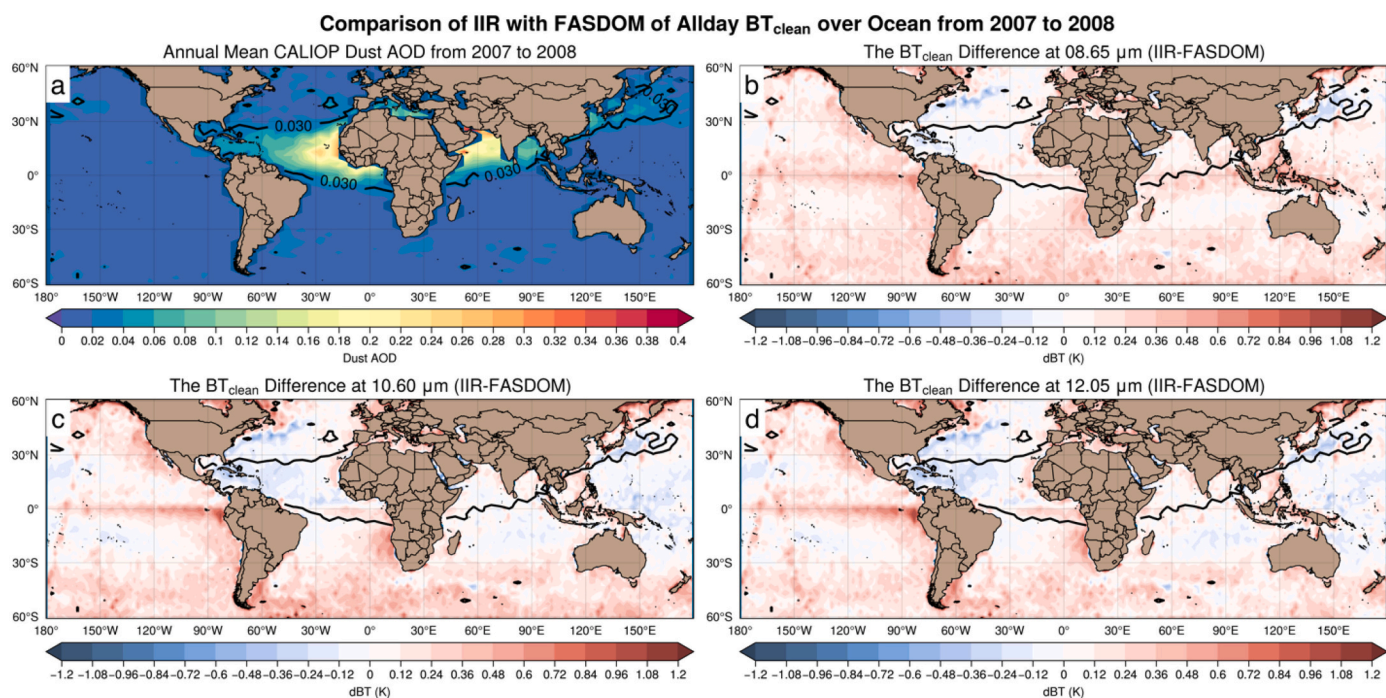 Comparison of IIR with FASDOM of Allday BTclean over Ocean from 2007 to 2008
Annual Mean CALIOP Dust AOD from 2007 to 2008
a
60°N
30°N
0°
30°S
60°S
0.030
0.030
0.030
0.030
180° 150°W 120°W 90°W 60°W 30°W 0° 30°E 60°E 90°E 120°E 150°E
0 0.02 0.04 0.06 0.08 0.1 0.12 0.14 0.16 0.18 0.2 0.22 0.24 0.26 0.28 0.3 0.32 0.34 0.36 0.38 0.4
Dust AOD
The BTclean Difference at 08.65 µm (IIR-FASDOM)
b
60°N
30°N
0°
30°S
60°S
180° 150°W 120°W 90°W 60°W 30°W 0° 30°E 60°E 90°E 120°E 150°E
−1.2 −1.08 −0.96 −0.84 −0.72 −0.6 −0.48 −0.36 −0.24 −0.12 0 0.12 0.24 0.36 0.48 0.6 0.72 0.84 0.96 1.08 1.2
dBT (K)
The BTclean Difference at 10.60 µm (IIR-FASDOM)
c
60°N
30°N
0°
30°S
60°S
180° 150°W 120°W 90°W 60°W 30°W 0° 30°E 60°E 90°E 120°E 150°E
−1.2 −1.08 −0.96 −0.84 −0.72 −0.6 −0.48 −0.36 −0.24 −0.12 0 0.12 0.24 0.36 0.48 0.6 0.72 0.84 0.96 1.08 1.2
dBT (K)
The BTclean Difference at 12.05 µm (IIR-FASDOM)
d
60°N
30°N
0°
30°S
60°S
180° 150°W 120°W 90°W 60°W 30°W 0° 30°E 60°E 90°E 120°E 150°E
−1.2 −1.08 −0.96 −0.84 −0.72 −0.6 −0.48 −0.36 −0.24 −0.12 0 0.12 0.24 0.36 0.48 0.6 0.72 0.84 0.96 1.08 1.2
dBT (K)